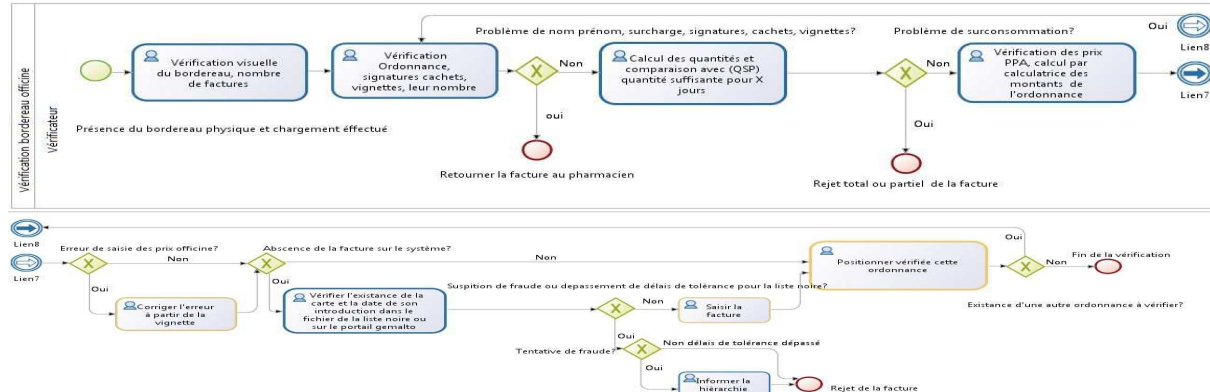 Vérification bordereau officine
Vérificateur
Problème de nom prénom, surcharge, signatures, cachets, vignettes?
Problème de surconsommation?
Oui
Lien8
Vérification visuelle
du bordereau, nombre
de factures
Vérification
Ordonnance,
signatures cachets,
vignettes, leur nombre
Non
Calcul des quantités et
comparaison avec (QSP)
quantité suffisante pour X
jours
Non
Vérification des prix
PPA, calcul par
calculatrice des
montants de
l'ordonnance
Lien7
Présence du bordereau physique et chargement éffectué
oui
Oui
Retourner la facture au pharmacien
Rejet total ou partiel de la facture
Lien8
Erreur de saisie des prix officine?
Abscence de la facture sur le système?
Oui
Lien7
Non
Non
Positionner vérifiée cette
ordonnance
Non
Fin de la vérification
Oui
Corriger l'erreur
à partir de la
vignette
Oui
Vérifier l'existance de la
carte et la date de son
introduction dans le
fichier de la liste noire ou
sur le portail gemalto
Suspition de fraude ou depassement de délais de tolérance pour la liste noire?
Non
Saisir la
facture
Existance d'une autre ordonnance à vérifier?
Oui
Tentative de fraude?
Non délais de tolérance dépassé
Oui
Informer la
hièrarchie
Rejet de la facture